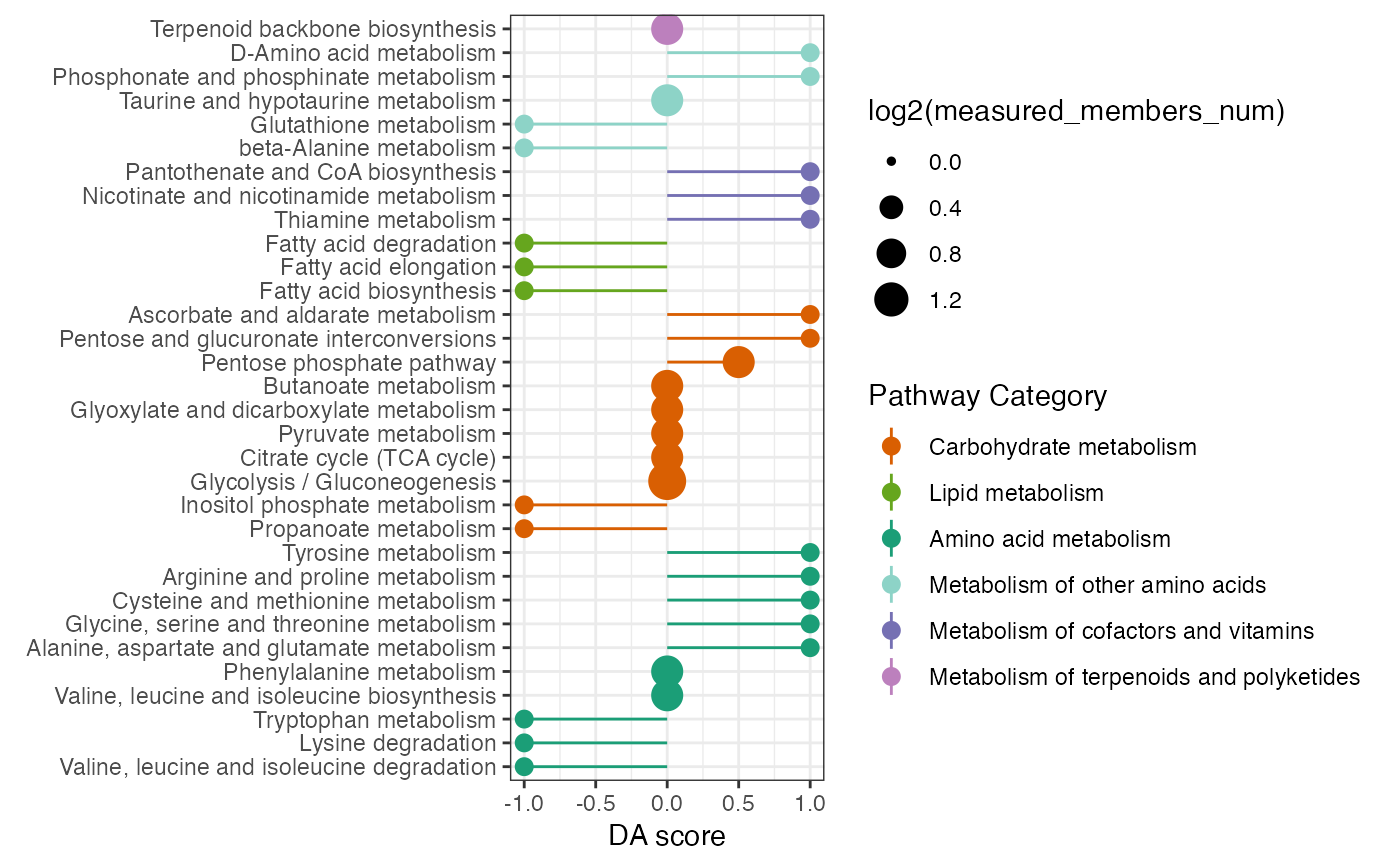 Terpenoid backbone biosynthesis
D-Amino acid metabolism
Phosphonate and phosphinate metabolism
Taurine and hypotaurine metabolism
Glutathione metabolism
beta-Alanine metabolism
Pantothenate and CoA biosynthesis
Nicotinate and nicotinamide metabolism
Thiamine metabolism
Fatty acid degradation
Fatty acid elongation
Fatty acid biosynthesis
Ascorbate and aldarate metabolism
Pentose and glucuronate interconversions
Pentose phosphate pathway
Butanoate metabolism
Glyoxylate and dicarboxylate metabolism
Pyruvate metabolism
Citrate cycle (TCA cycle)
Glycolysis / Gluconeogenesis
Inositol phosphate metabolism
Propanoate metabolism
Tyrosine metabolism
Arginine and proline metabolism
Cysteine and methionine metabolism
Glycine, serine and threonine metabolism
Alanine, aspartate and glutamate metabolism
Phenylalanine metabolism
Valine, leucine and isoleucine biosynthesis
Tryptophan metabolism
Lysine degradation
Valine, leucine and isoleucine degradation
-1.0 -0.5 0.0 0.5 1.0
DA score
log2(measured_members_num)
0.0
0.4
0.8
1.2
Pathway Category
Carbohydrate metabolism
Lipid metabolism
Amino acid metabolism
Metabolism of other amino acids
Metabolism of cofactors and vitamins
Metabolism of terpenoids and polyketides